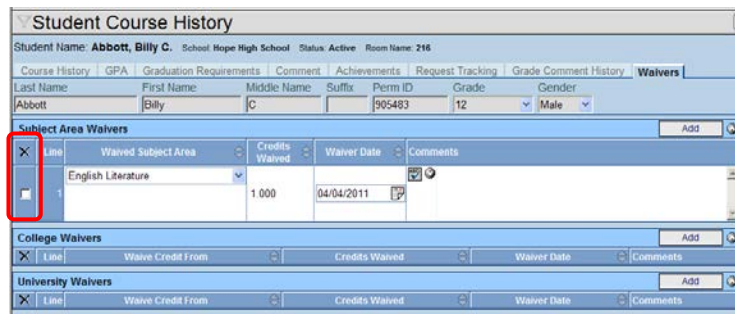 Student Course History
Student Name: Abbott, Billy C. School: Hope High School Status: Active Room Name: 216
Course History GPA Graduation Requirements Comment Achievements Request Tracking Grade Comment History Waivers
Last Name First Name Middle Name Suffix Perm ID Grade Gender
Abbott Billy C 905483 12 Male
Subject Area Waivers Add
X Line Waived Subject Area Credits Waived Waiver Date Comments
1 English Literature 1.000 04/04/2011
College Waivers Add
X Line Waive Credit From Credits Waived Waiver Date Comments
University Waivers Add
X Line Waive Credit From Credits Waived Waiver Date Comments